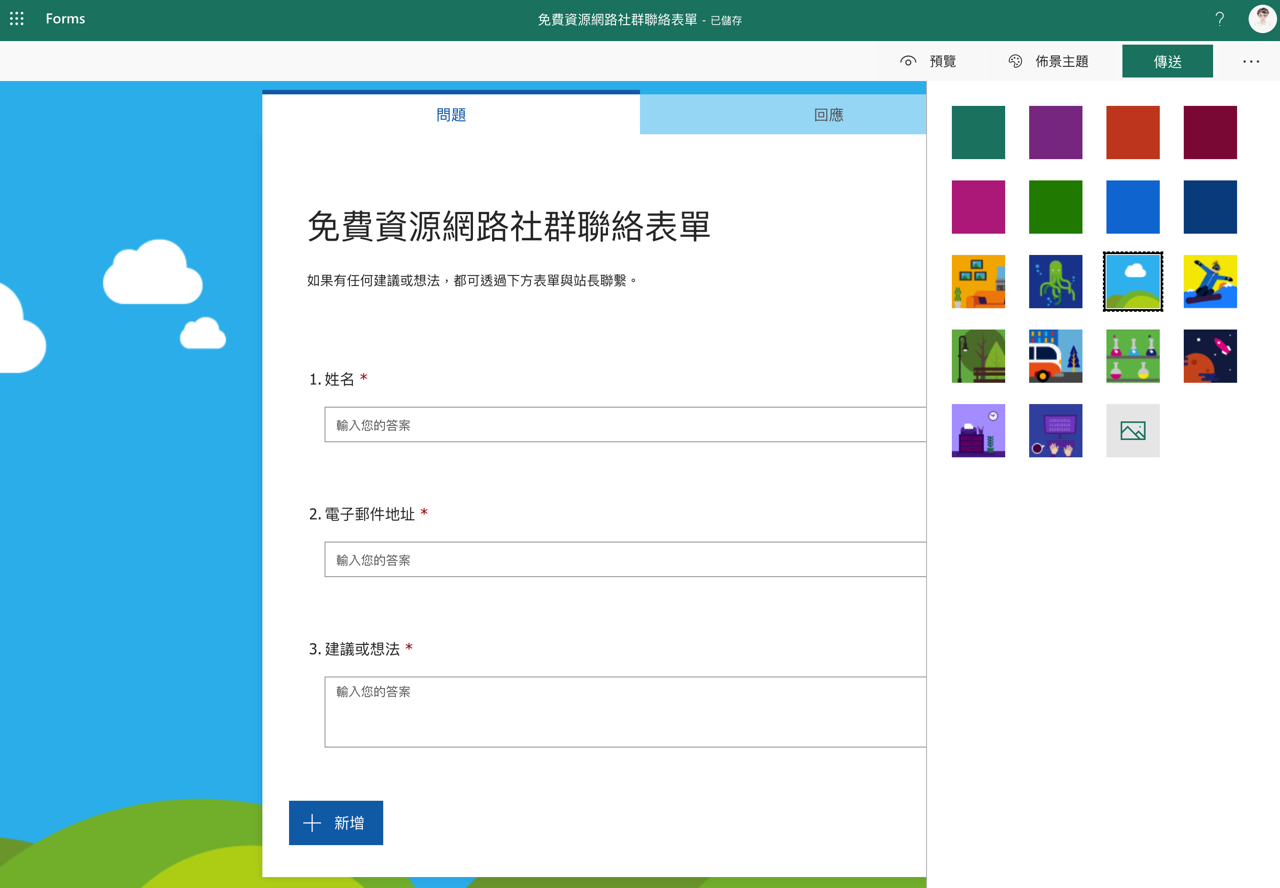 Forms
免費資源網路社群聯絡表單 - 已儲存
?
預覽
佈景主題
傳送
問題
回應
免費資源網路社群聯絡表單
如果有任何建議或想法，都可透過下方表單與站長聯繫。
1. 姓名 *
輸入您的答案
2. 電子郵件地址 *
輸入您的答案
3. 建議或想法 *
輸入您的答案
新增